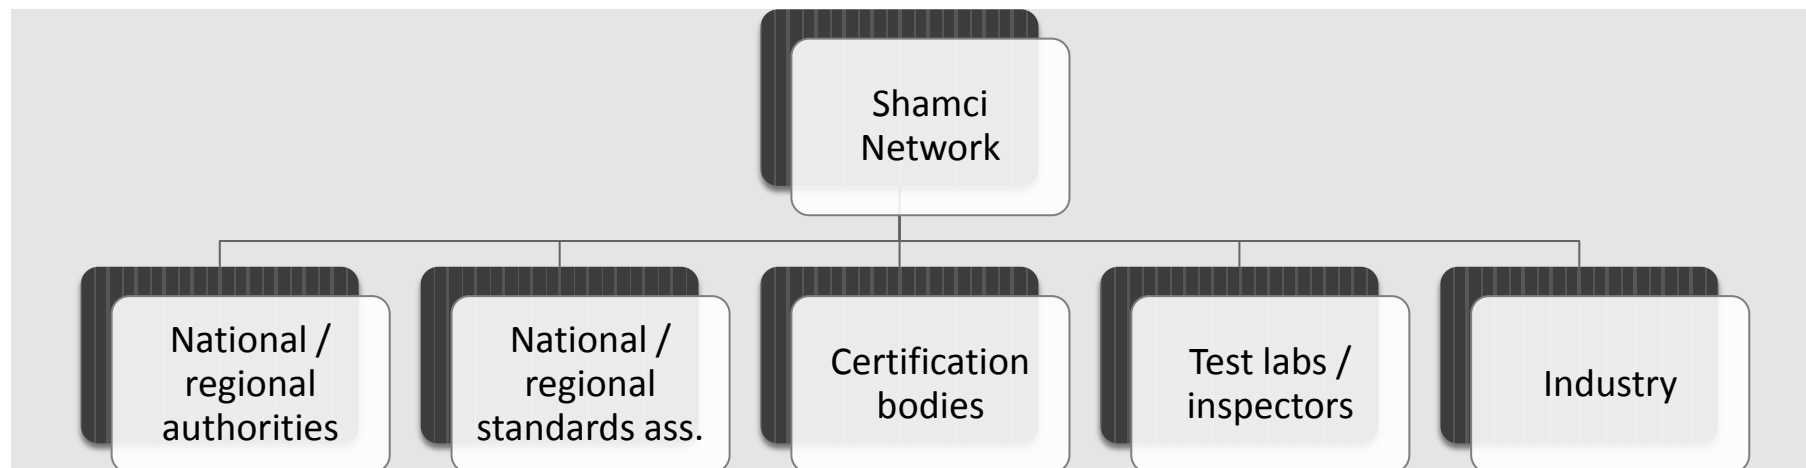 Shamci
Network
National /
regional
authorities
National /
regional
standards ass.
Certification
bodies
Test labs /
inspectors
Industry